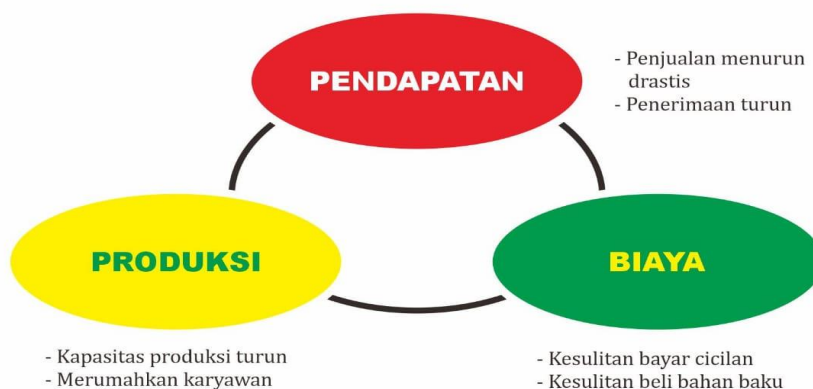 PENDAPATAN
- Penjualan menurun
drastis
- Penerimaan turun
PRODUKSI
- Kapasitas produksi turun
- Merumahkan karyawan
BIAYA
- Kesulitan bayar cicilan
- Kesulitan beli bahan baku